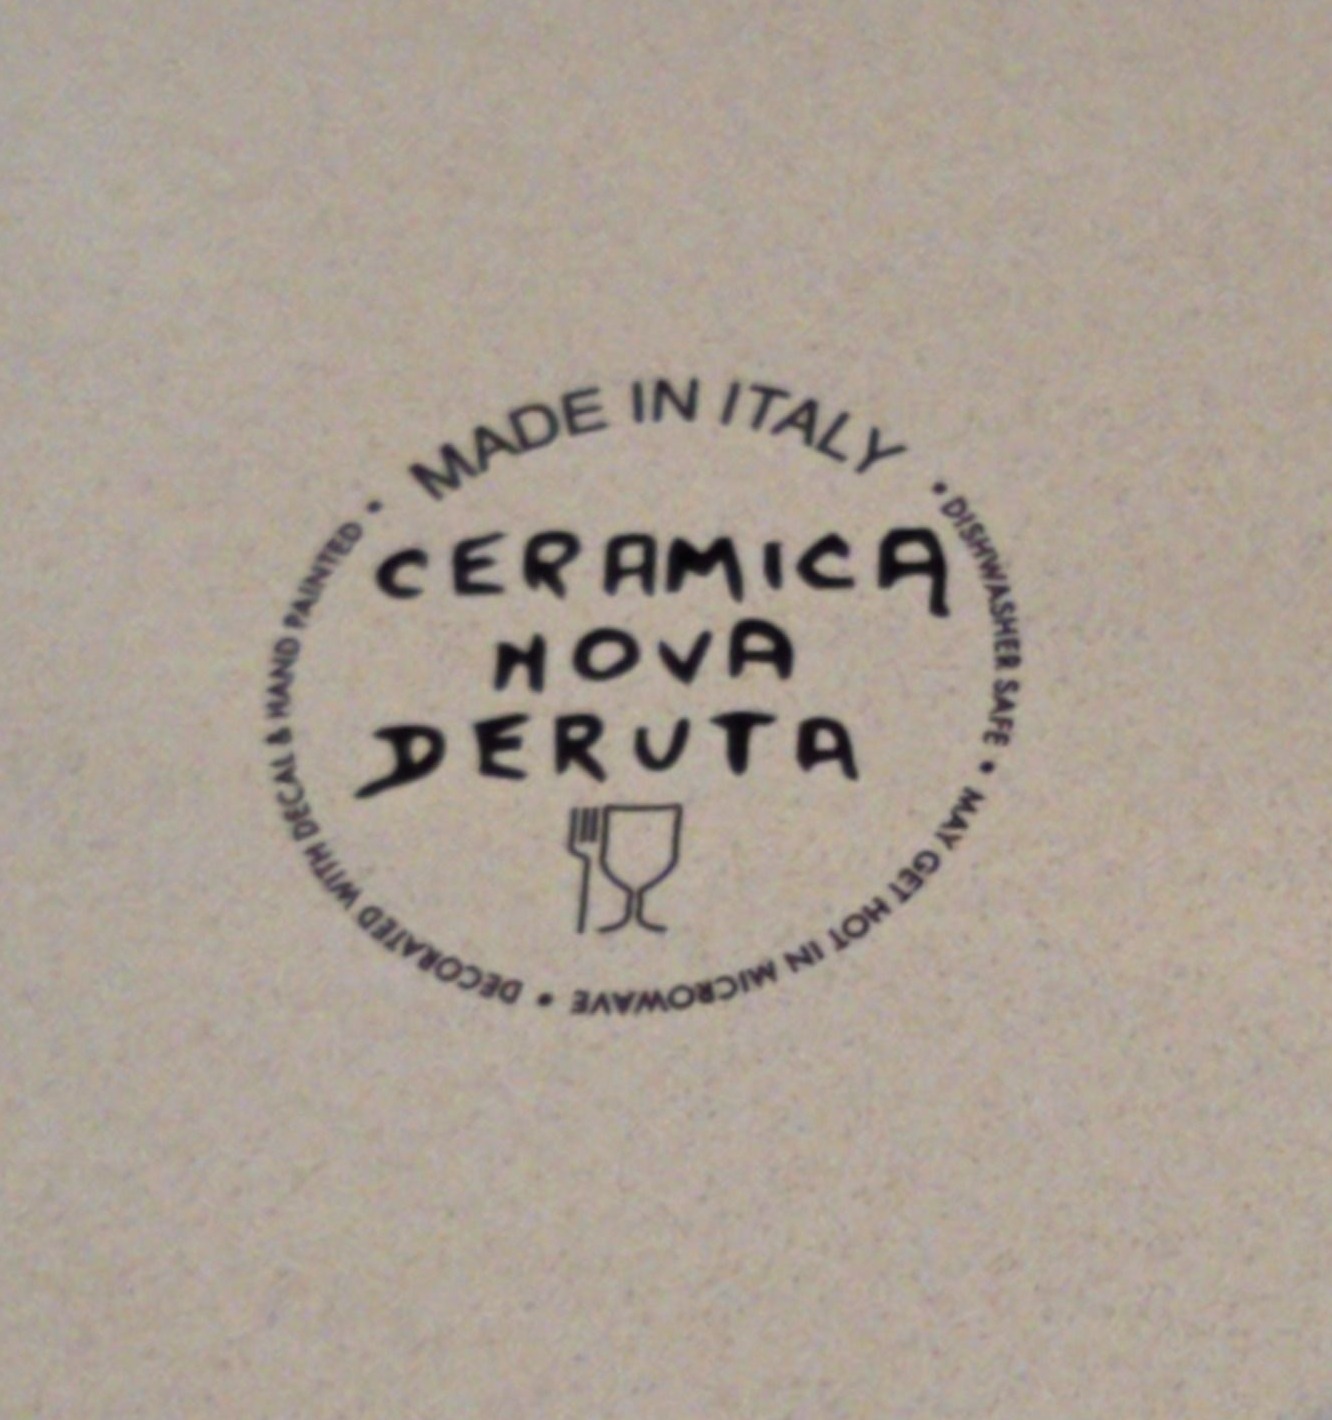 MADE IN ITALY
CERAMICA
NOVA
DERUTA
• DISHWASHER SAFE • MAY GET HOT IN MICROWAVE • DECORATED WITH DECAL & HAND PAINTED •